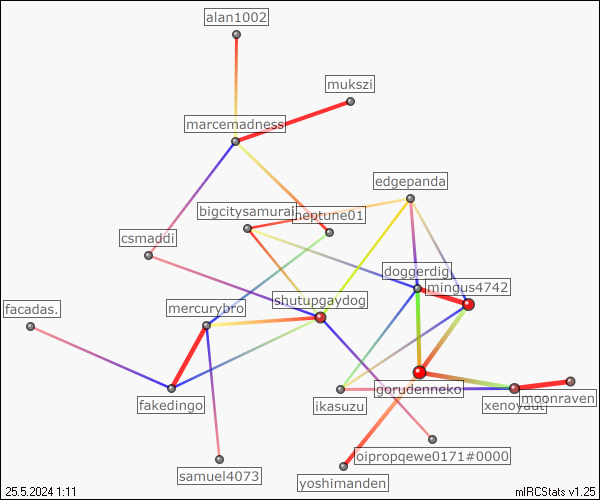 alan1002
mukszi
marcemadness
edgepanda
bigcitysamurai
neptune01
csmaddi
doggerdig
mingus4742
shutupgaydog
mercurybro
facadas.
gorudenneko
moonraven
xenovaut
ikasuzu
fakedingo
oipropqewe0171#0000
samuel4073
yoshimanden
25.5.2024 1:11
mIRCStats v1.25